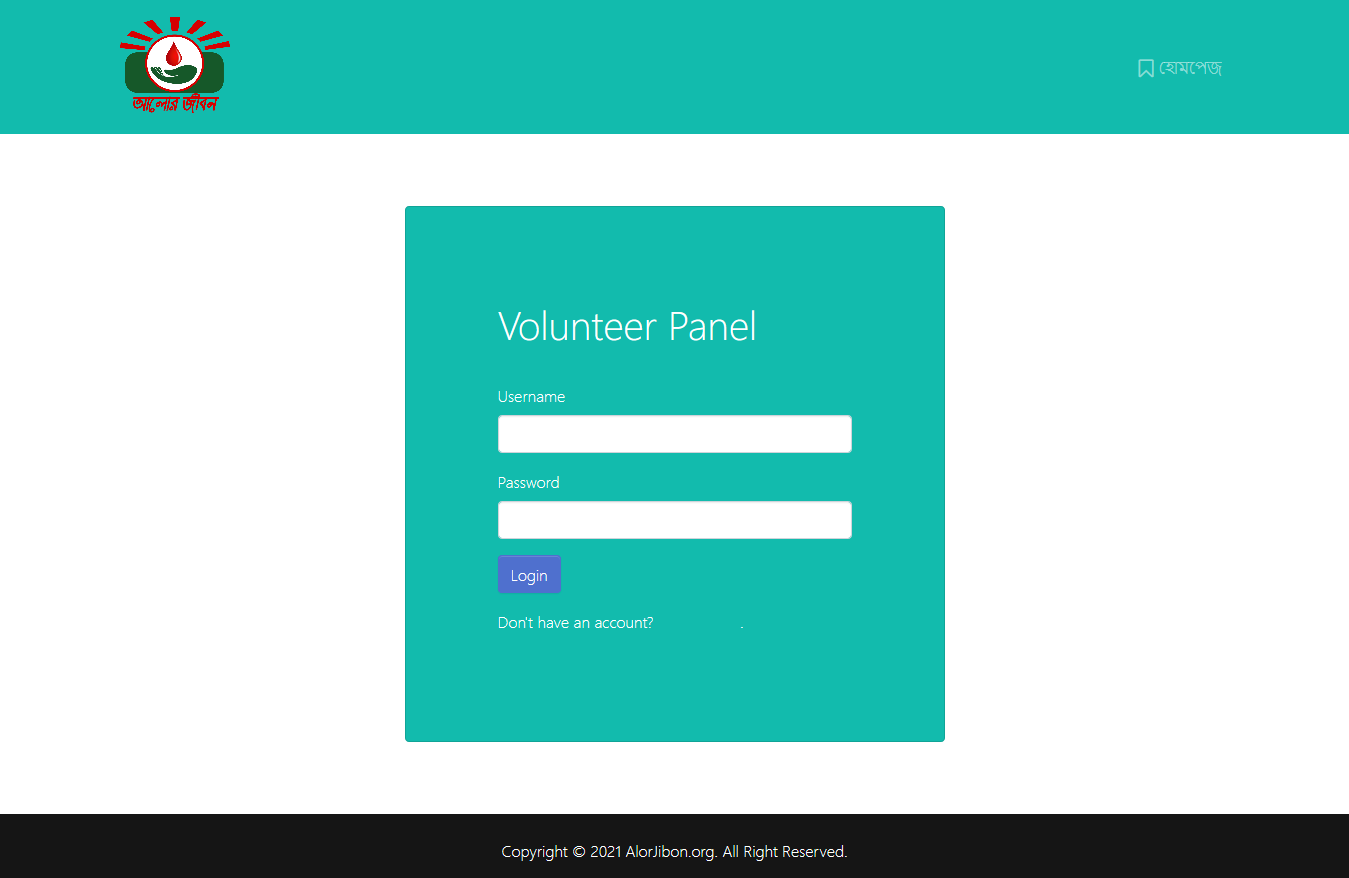 আলোর জীবন
হোমপেজ
Volunteer Panel
Username
Password
Login
Don't have an account? .
Copyright © 2021 AlorJibon.org. All Right Reserved.